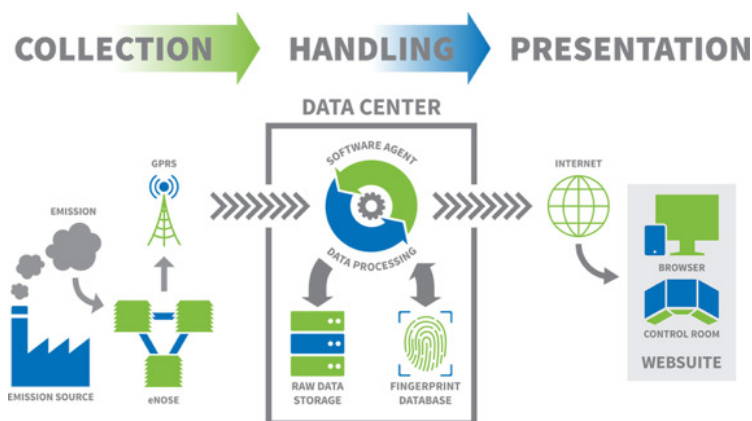 COLLECTION
HANDLING
PRESENTATION
DATA CENTER
SOFTWARE AGENT
DATA PROCESSING
GPRS
EMISSION
EMISSION SOURCE
eNOSE
RAW DATA
STORAGE
FINGERPRINT
DATABASE
INTERNET
BROWSER
CONTROL ROOM
WEBSUITE